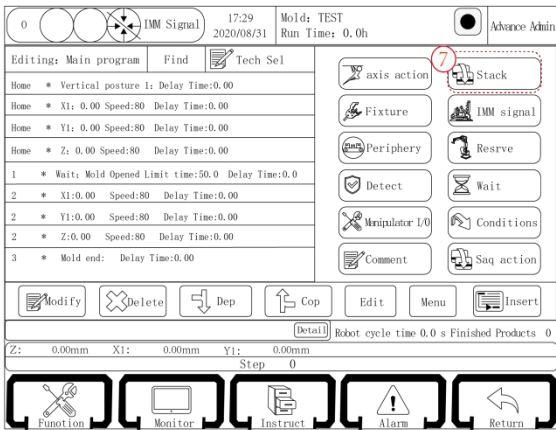 0 IMM Signal 17:29 2020/08/31 Mold: TEST Run Time: 0.0h Advance Admin
Editing: Main program Find Tech Sel
Home * Vertical posture 1: Delay Time:0.00
Home * X1: 0.00 Speed:80 Delay Time:0.00
Home * Y1: 0.00 Speed:80 Delay Time:0.00
Home * Z: 0.00 Speed:80 Delay Time:0.00
1 * Wait: Mold Opened Limit time:50.0 Delay Time:0.0
2 * X1:0.00 Speed:80 Delay Time:0.00
2 * Y1:0.00 Speed:80 Delay Time:0.00
2 * Z:0.00 Speed:80 Delay Time:0.00
3 * Mold end: Delay Time:0.00
7
axis action Stack
Fixture IMM signal
Periphery Resrve
Detect Wait
Manipulator I/O Conditions
Comment Saq action
Modify Delete Dep Cop Edit Menu Insert
Detail Robot cycle time 0.0 s Finished Products 0
Z: 0.00mm X1: 0.00mm Y1: 0.00mm
Step 0
Funotion Monitor Instruct Alarm Return